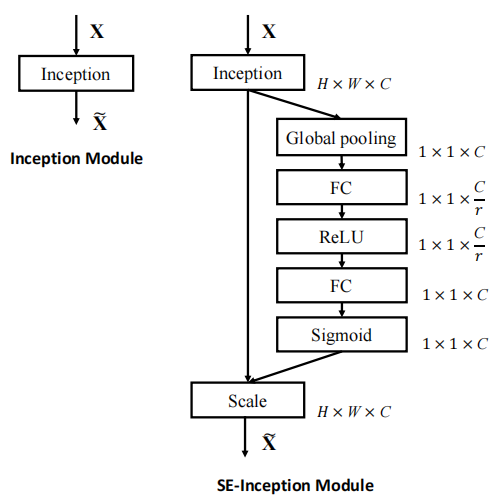 X
Inception
X̃
Inception Module
X
Inception
H × W × C
Global pooling
1 × 1 × C
FC
1 × 1 × C/r
ReLU
1 × 1 × C/r
FC
1 × 1 × C
Sigmoid
1 × 1 × C
Scale
H × W × C
X̃
SE-Inception Module